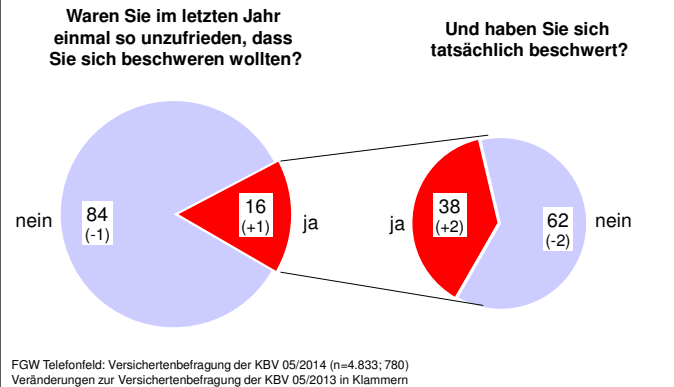 Waren Sie im letzten Jahr
einmal so unzufrieden, dass
Sie sich beschweren wollten?
Und haben Sie sich
tatsächlich beschwert?
nein
84
(-1)
16
(+1)
ja
ja
38
(+2)
62
(-2)
nein
FGW Telefonfeld: Versichertenbefragung der KBV 05/2014 (n=4.833; 780)
Veränderungen zur Versichertenbefragung der KBV 05/2013 in Klammern